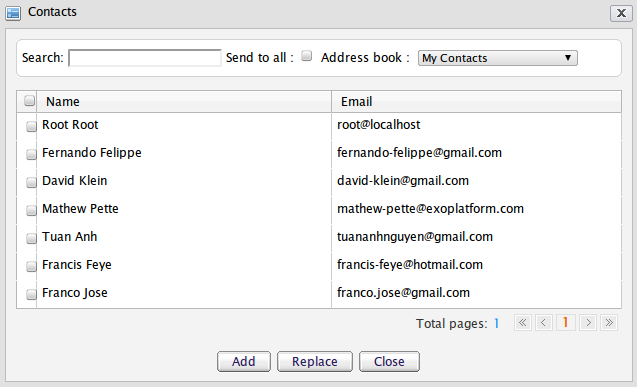 Contacts X
Search: Send to all : Address book : My Contacts
Name Email
Root Root root@localhost
Fernando Felippe fernando-felippe@gmail.com
David Klein david-klein@gmail.com
Mathew Pette mathew-pette@exoplatform.com
Tuan Anh tuananhnguyen@gmail.com
Francis Feye francis-feye@hotmail.com
Franco Jose franco.jose@gmail.com
Total pages: 1 « < 1 > »
Add Replace Close